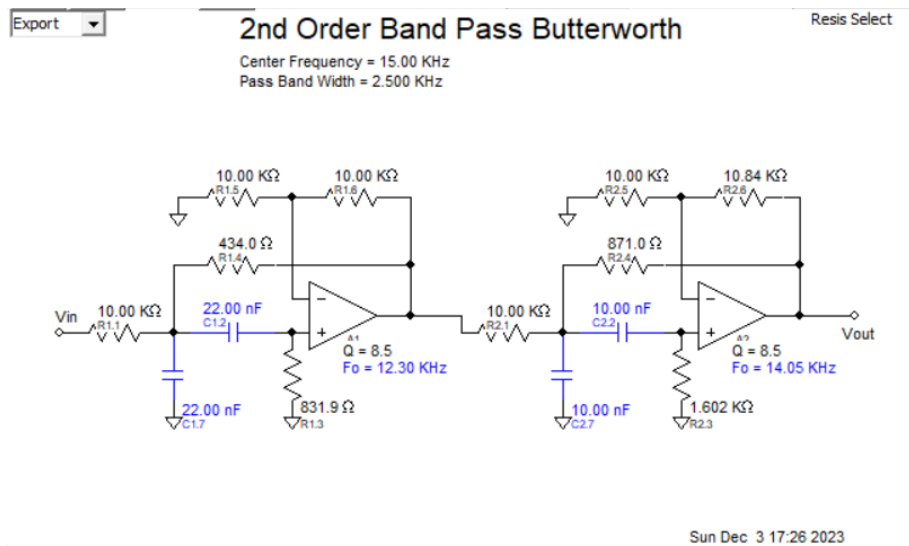 Export
2nd Order Band Pass Butterworth
Resis Select
Center Frequency = 15.00 KHz
Pass Band Width = 2.500 KHz
10.00 KΩ
R1.5
10.00 KΩ
R1.6
10.00 KΩ
R2.5
10.84 KΩ
R2.6
434.0 Ω
R1.4
871.0 Ω
R2.4
Vin
10.00 KΩ
R1.1
22.00 nF
C1.2
10.00 KΩ
R2.1
10.00 nF
C2.2
Vout
A1
Q = 8.5
Fo = 12.30 KHz
A2
Q = 8.5
Fo = 14.05 KHz
22.00 nF
C1.7
831.9 Ω
R1.3
10.00 nF
C2.7
1.602 KΩ
R2.3
Sun Dec 3 17:26 2023